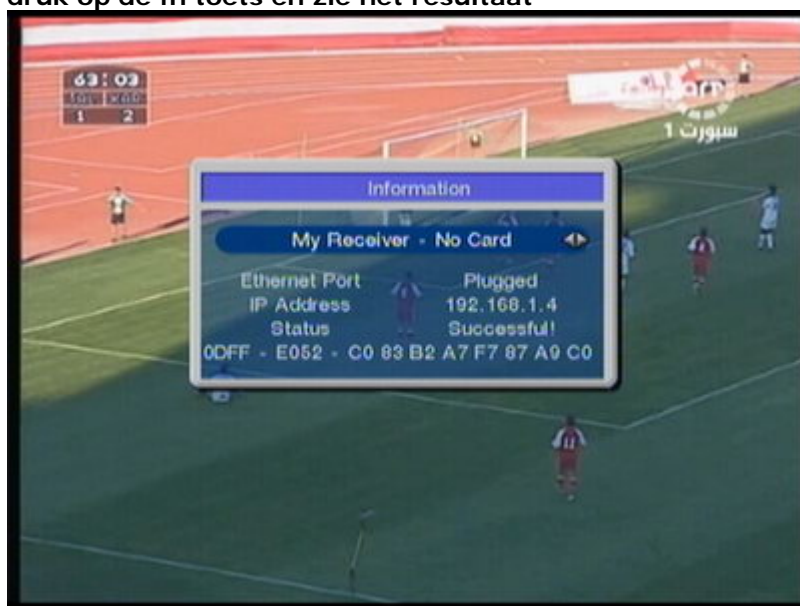 druk op de fn toets en zie het resultaat
63:03
1 2
سبورت 1
Information
My Receiver - No Card
Ethernet Port Plugged
IP Address 192.168.1.4
Status Successful!
0DFF - E052 - C0 83 B2 A7 F7 87 A9 C0
11